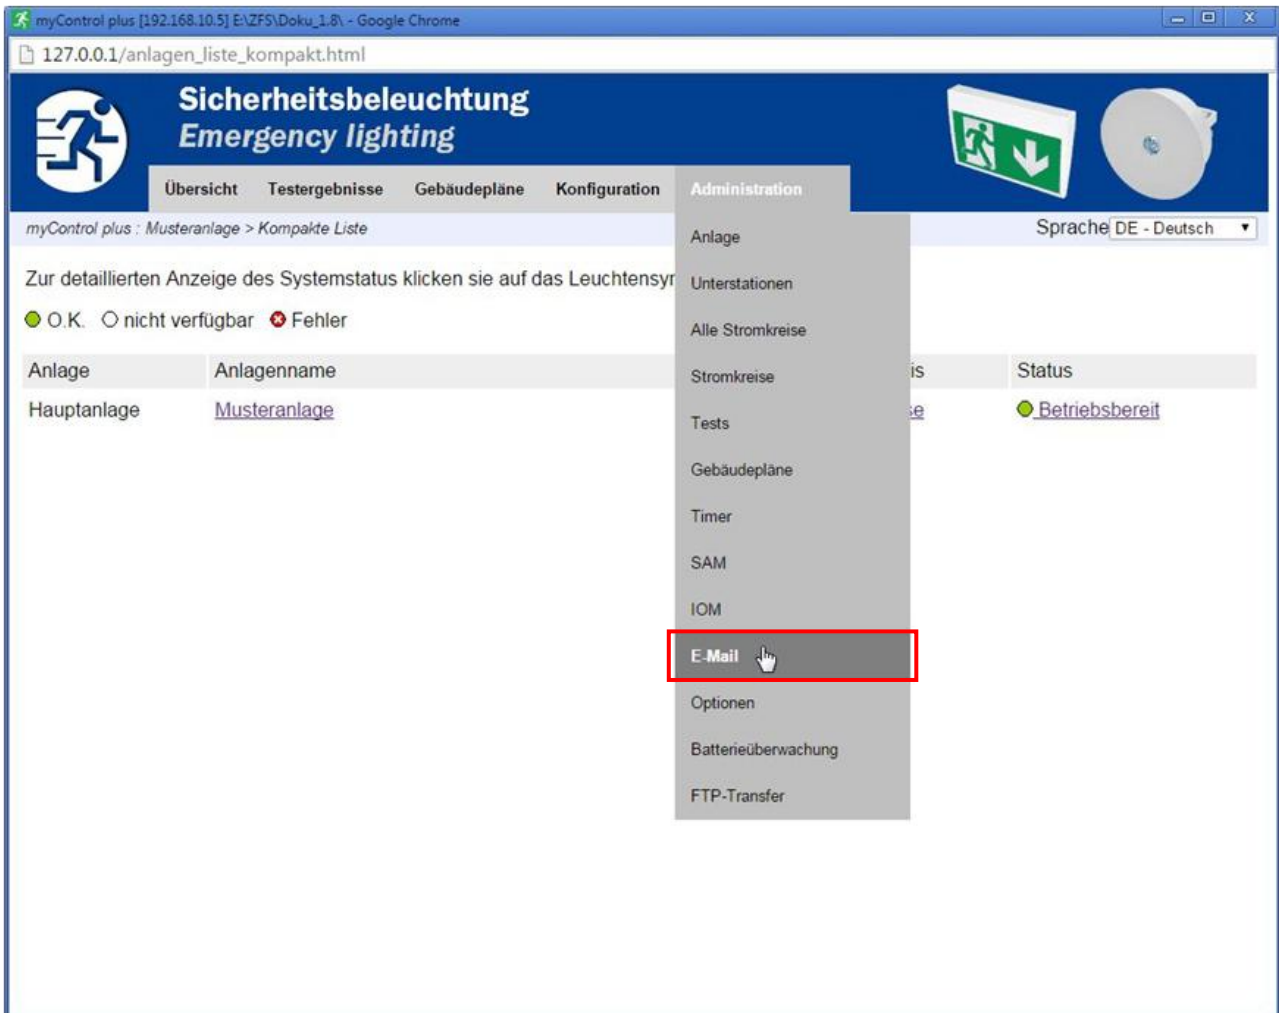 myControl plus [192.168.10.5] E:\ZFS\Doku_1.8\ - Google Chrome
127.0.0.1/anlagen_liste_kompakt.html
Sicherheitsbeleuchtung
Emergency lighting
Übersicht Testergebnisse Gebäudepläne Konfiguration Administration
myControl plus : Musteranlage > Kompakte Liste
Sprache DE - Deutsch
Zur detaillierten Anzeige des Systemstatus klicken sie auf das Leuchtensyr
O.K. nicht verfügbar Fehler
Anlage Anlagenname is Status
Hauptanlage Musteranlage se Betriebsbereit
Anlage
Unterstationen
Alle Stromkreise
Stromkreise
Tests
Gebäudepläne
Timer
SAM
IOM
E-Mail
Optionen
Batterieüberwachung
FTP-Transfer